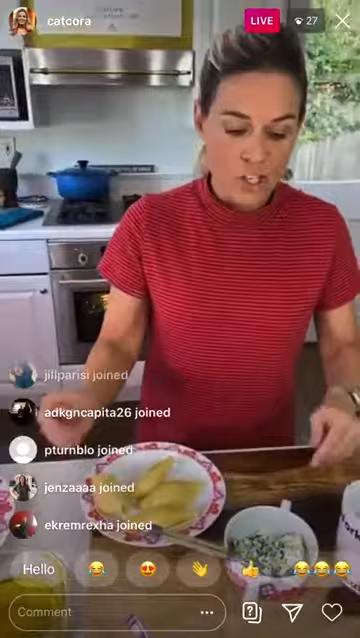 catcora
LIVE
27
jillparisi joined
adkgncapita26 joined
pturnblo joined
jenzaaaa joined
ekremrexha joined
Hello 😂 😍 👋 👍 😂😂😂
Comment